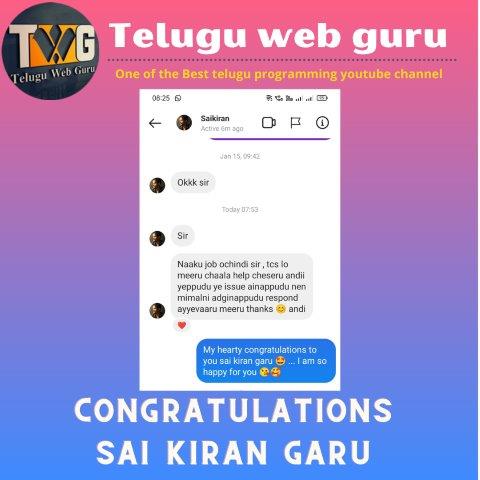 TWG
Telugu Web Guru
Telugu web guru
One of the Best telugu programming youtube channel
08:25
Saikiran
Active 6m ago
Jan 15, 09:42
Okkk sir
Today 07:53
Sir
Naaku job ochindi sir , tcs lo
meeru chaala help cheseru andii
yeppudu ye issue ainappudu nen
mimalni adginappudu respond
ayyevaaru meeru thanks 😊 andi
❤️
My hearty congratulations to
you sai kiran garu 🤩 ... I am so
happy for you 😘🥰
CONGRATULATIONS
SAI KIRAN GARU